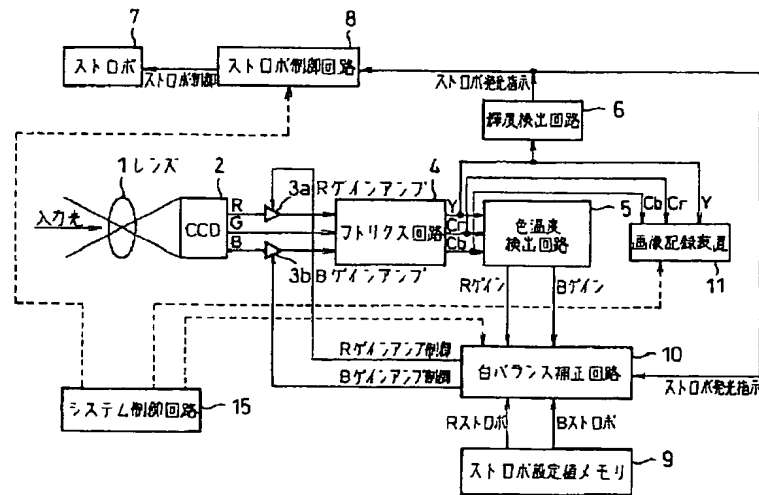 7
ストロボ
8
ストロボ制御回路
ストロボ制御
ストロボ発光指示
輝度検出回路
6
1 レンズ
入力光
2
CCD
R
G
B
3a Rゲインアンプ
3b Bゲインアンプ
4
フトリクス回路
Y
Cr
Cb
5
色温度
検出回路
Cb
Cr
Y
画像記録装置
11
Rゲイン
Bゲイン
Rゲインアンプ制御
Bゲインアンプ制御
10
白バランス補正回路
ストロボ発光指示
システム制御回路
15
Rストロボ
Bストロボ
ストロボ設定値メモリ
9